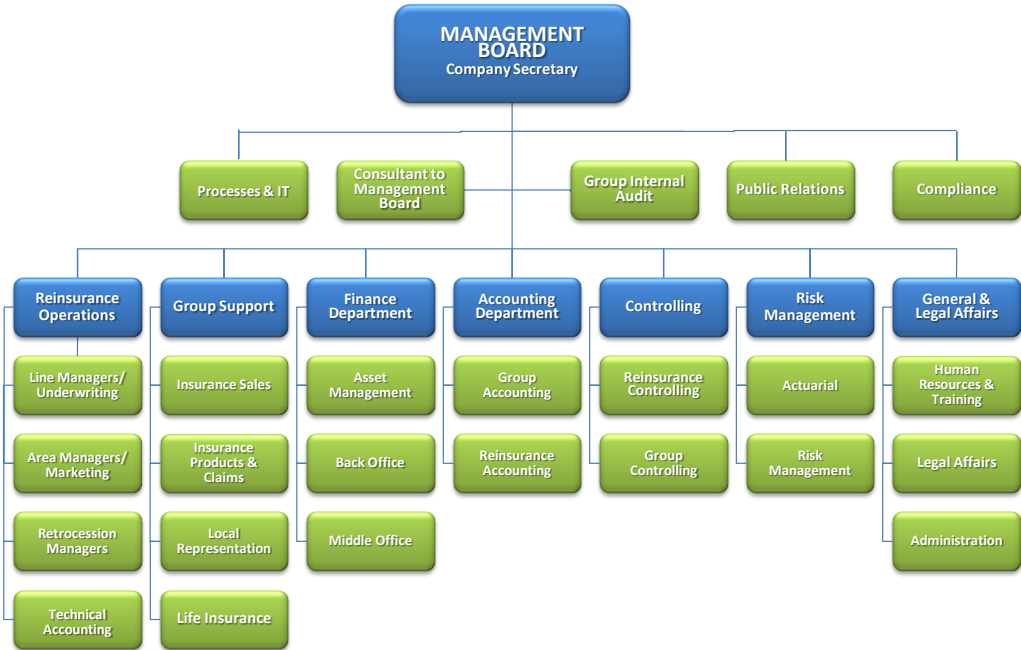 MANAGEMENT
BOARD
Company Secretary
Processes & IT
Consultant to
Management
Board
Group Internal
Audit
Public Relations
Compliance
Reinsurance
Operations
Group Support
Finance
Department
Accounting
Department
Controlling
Risk
Management
General &
Legal Affairs
Line Managers/
Underwriting
Insurance Sales
Asset
Management
Group
Accounting
Reinsurance
Controlling
Actuarial
Human
Resources &
Training
Area Managers/
Marketing
Insurance
Products &
Claims
Back Office
Reinsurance
Accounting
Group
Controlling
Risk
Management
Legal Affairs
Retrocession
Managers
Local
Representation
Middle Office
Administration
Technical
Accounting
Life Insurance